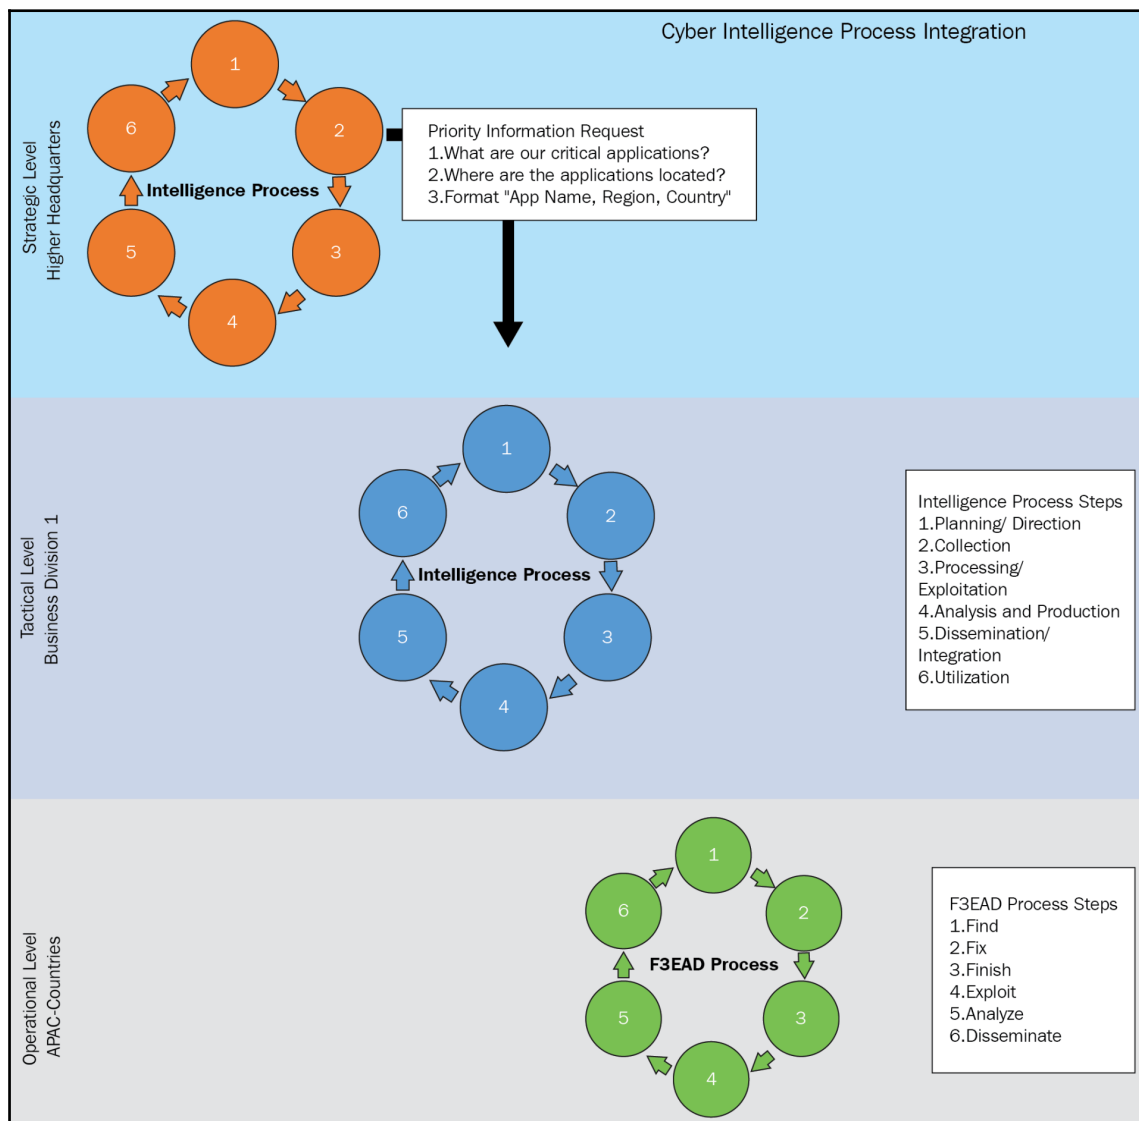 Cyber Intelligence Process Integration
Strategic Level
Higher Headquarters
1
2
3
4
5
6
Intelligence Process
Priority Information Request
1.What are our critical applications?
2.Where are the applications located?
3.Format "App Name, Region, Country"
Tactical Level
Business Division 1
1
2
3
4
5
6
Intelligence Process
Intelligence Process Steps
1.Planning/ Direction
2.Collection
3.Processing/
Exploitation
4.Analysis and Production
5.Dissemination/
Integration
6.Utilization
Operational Level
APAC-Countries
1
2
3
4
5
6
F3EAD Process
F3EAD Process Steps
1.Find
2.Fix
3.Finish
4.Exploit
5.Analyze
6.Disseminate